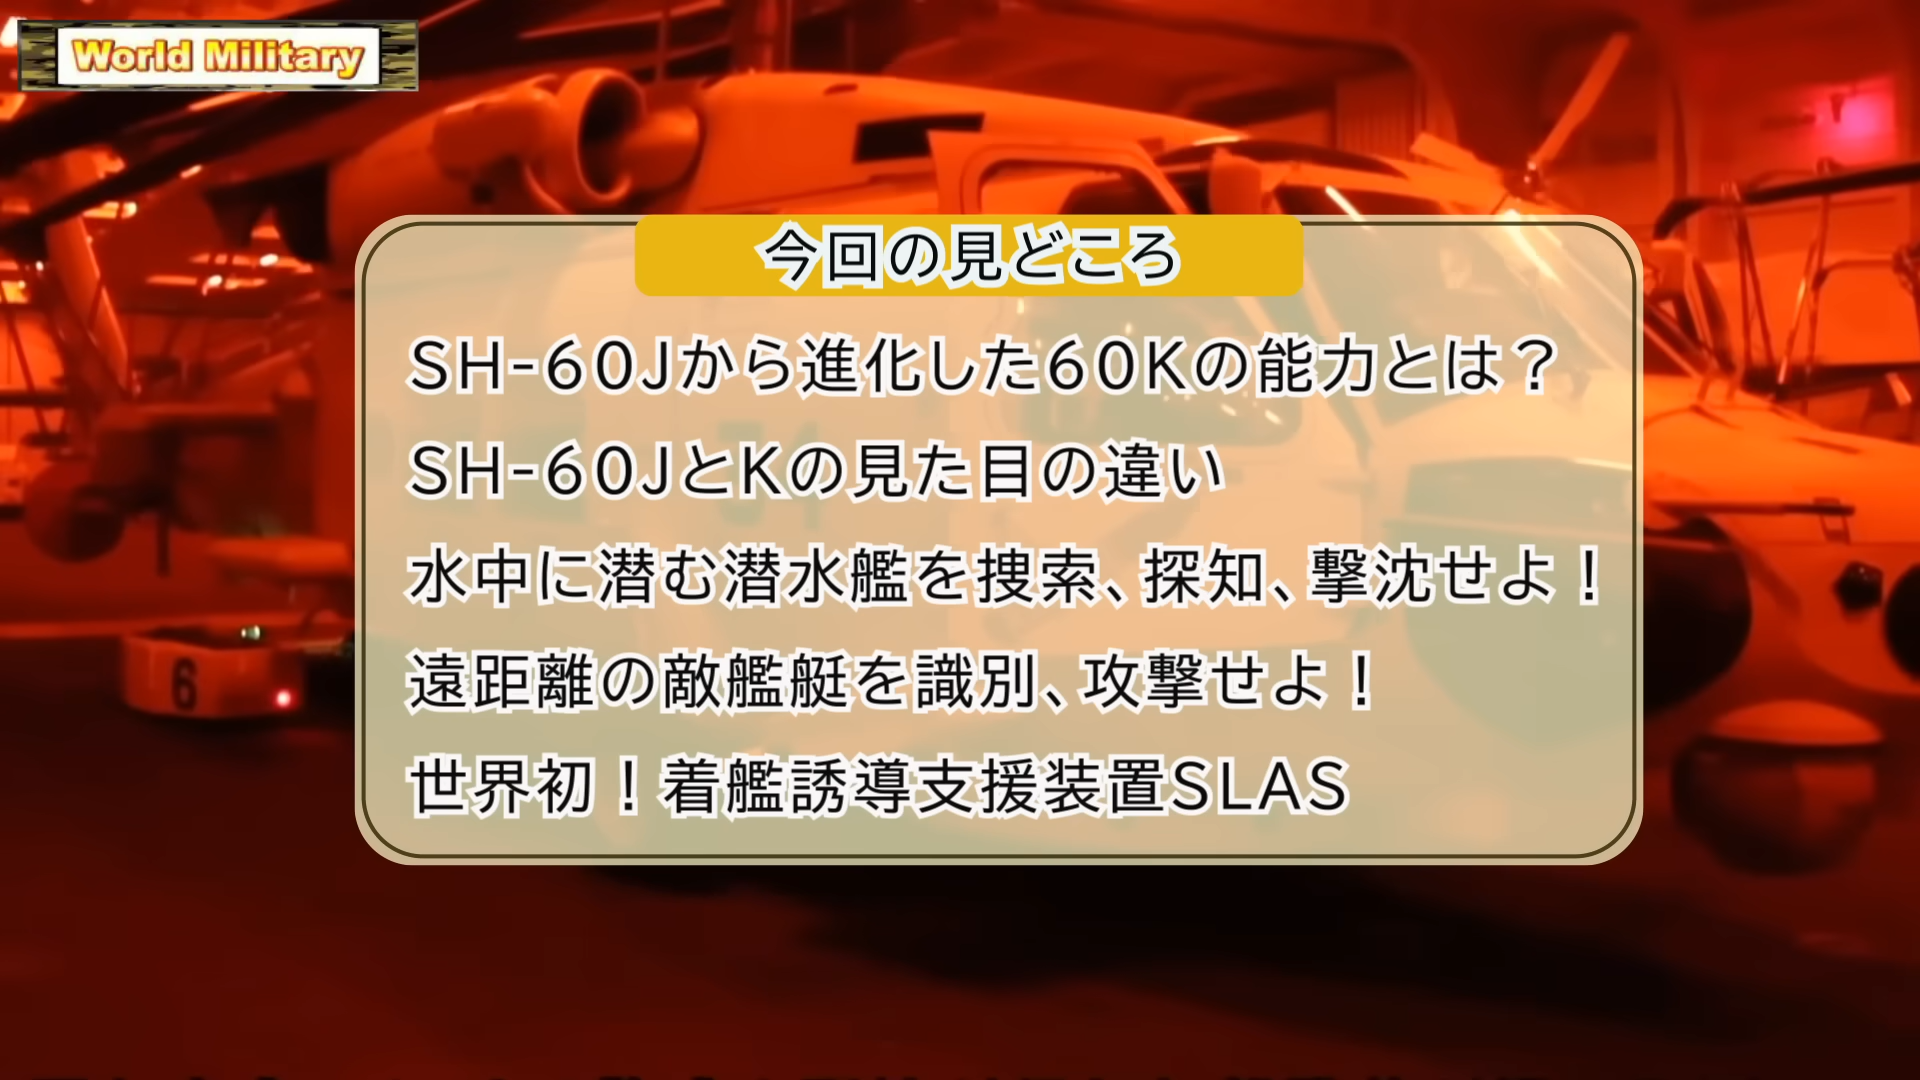 World Military
今回の見どころ
SH-60Jから進化した60Kの能力とは？
SH-60JとKの見た目の違い
水中に潜む潜水艦を捜索、探知、撃沈せよ！
遠距離の敵艦艇を識別、攻撃せよ！
世界初！着艦誘導支援装置SLAS
6